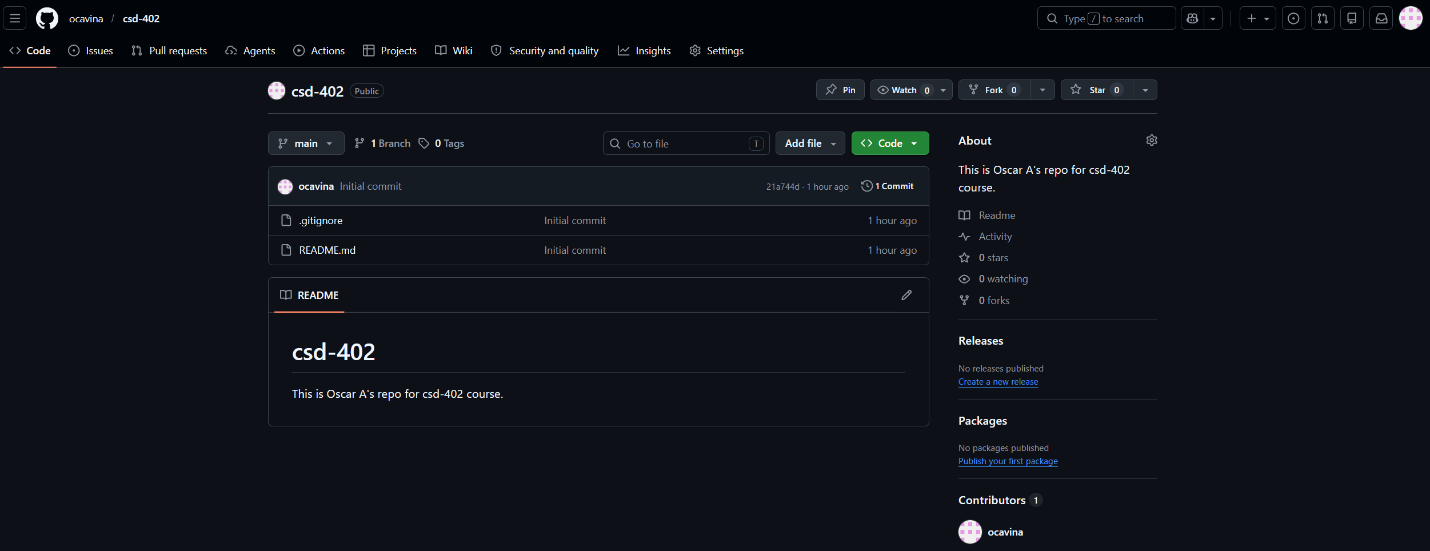 ocavina / csd-402
Type / to search
Code Issues Pull requests Agents Actions Projects Wiki Security and quality Insights Settings
csd-402 Public
Pin Watch 0 Fork 0 Star 0
main 1 Branch 0 Tags Go to file T Add file Code
ocavina Initial commit 21a744d · 1 hour ago 1 Commit
.gitignore Initial commit 1 hour ago
README.md Initial commit 1 hour ago
README
csd-402
This is Oscar A's repo for csd-402 course.
About
This is Oscar A's repo for csd-402
course.
Readme
Activity
0 stars
0 watching
0 forks
Releases
No releases published
Create a new release
Packages
No packages published
Publish your first package
Contributors 1
ocavina